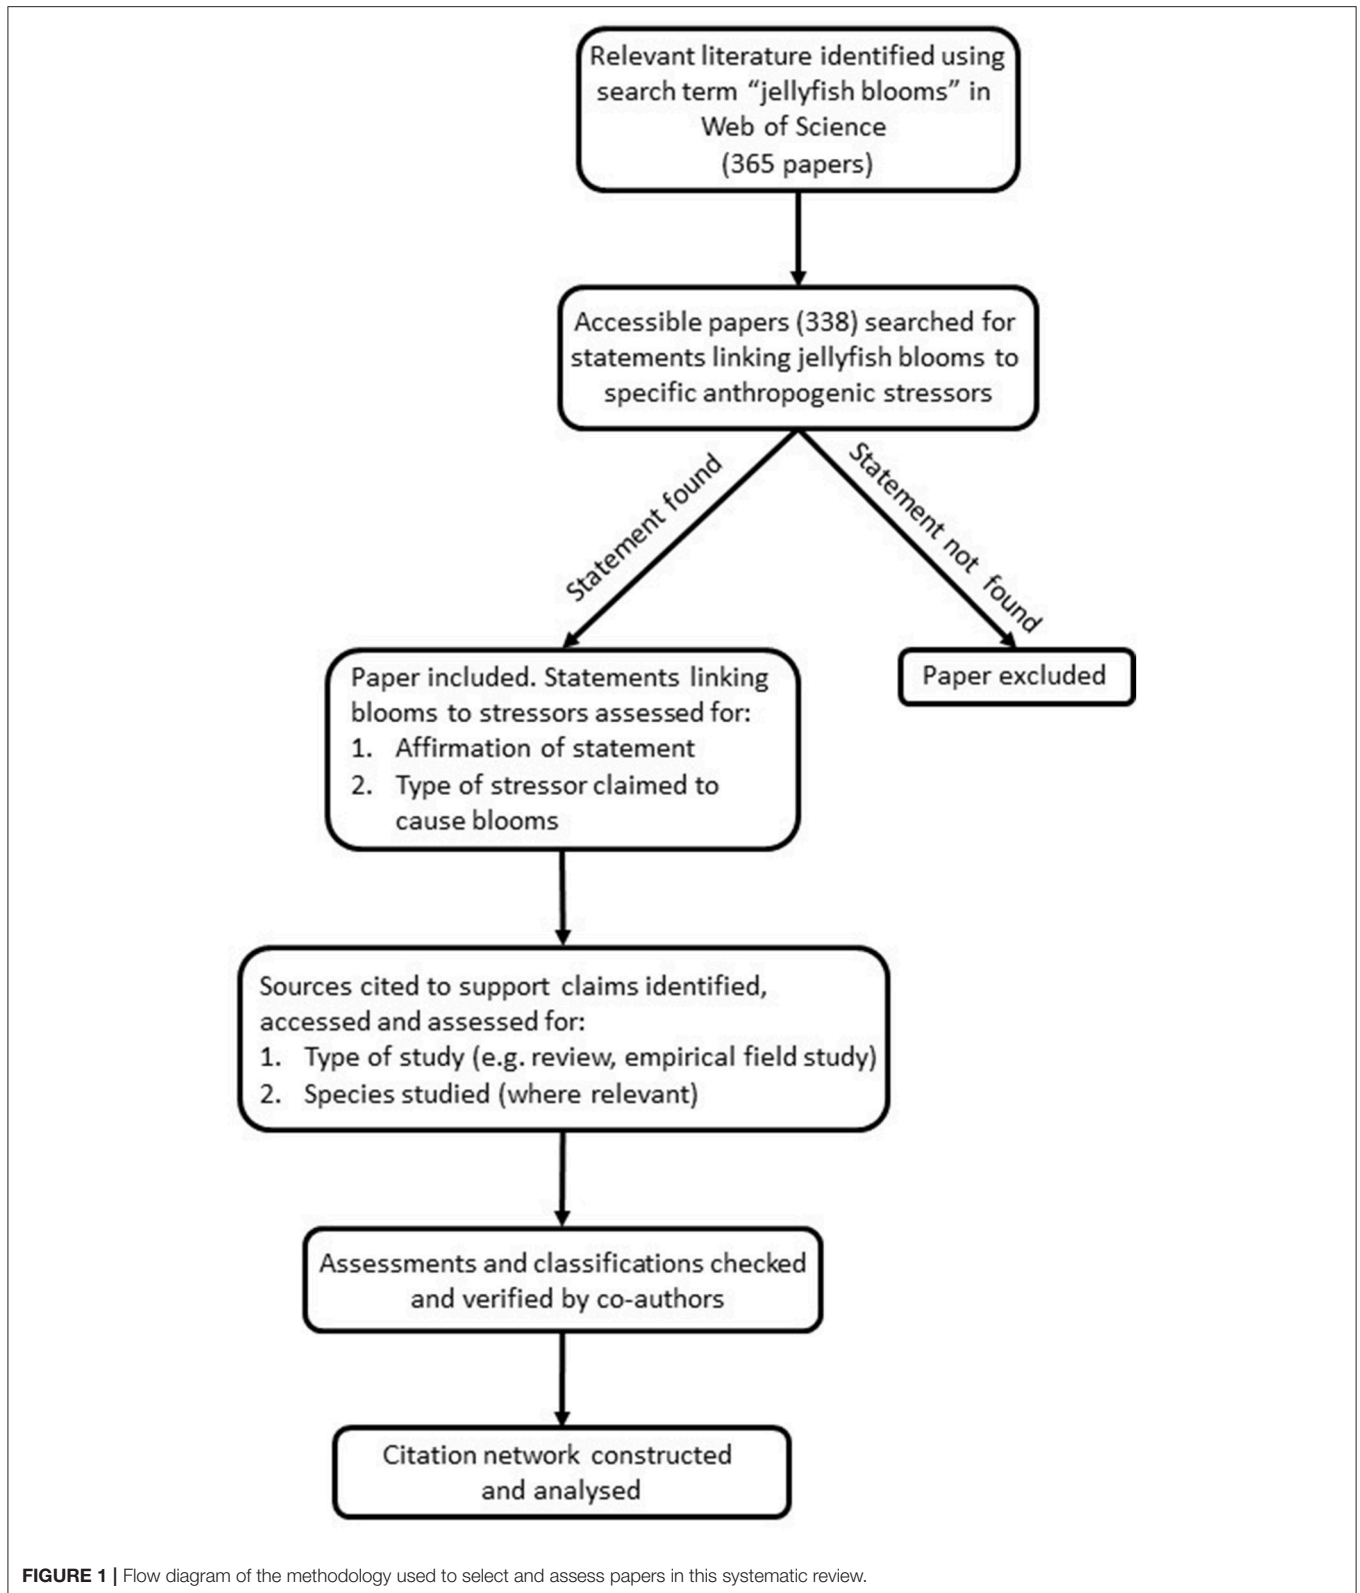 Relevant literature identified using
search term “jellyfish blooms” in
Web of Science
(365 papers)
Accessible papers (338) searched for
statements linking jellyfish blooms to
specific anthropogenic stressors
Statement found
Statement not found
Paper included. Statements linking
blooms to stressors assessed for:
1. Affirmation of statement
2. Type of stressor claimed to
cause blooms
Paper excluded
Sources cited to support claims identified,
accessed and assessed for:
1. Type of study (e.g. review, empirical field study)
2. Species studied (where relevant)
Assessments and classifications checked
and verified by co-authors
Citation network constructed
and analysed
FIGURE 1 | Flow diagram of the methodology used to select and assess papers in this systematic review.